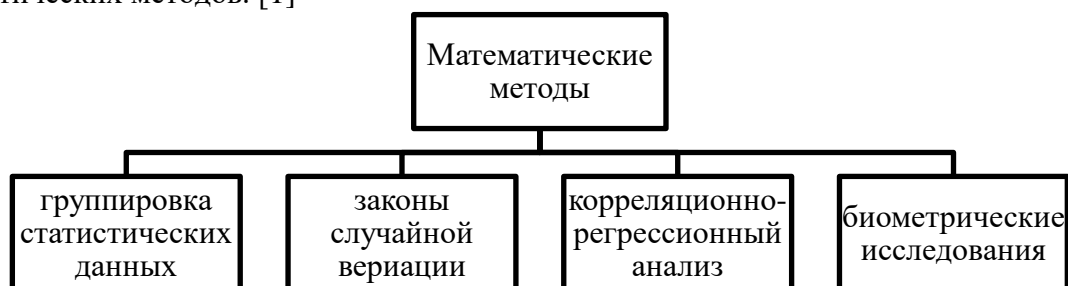 ических методов. [1]
Математические
методы
группировка
статистических
данных
законы
случайной
вериации
корреляционно-
регрессионный
анализ
биометрические
исследования